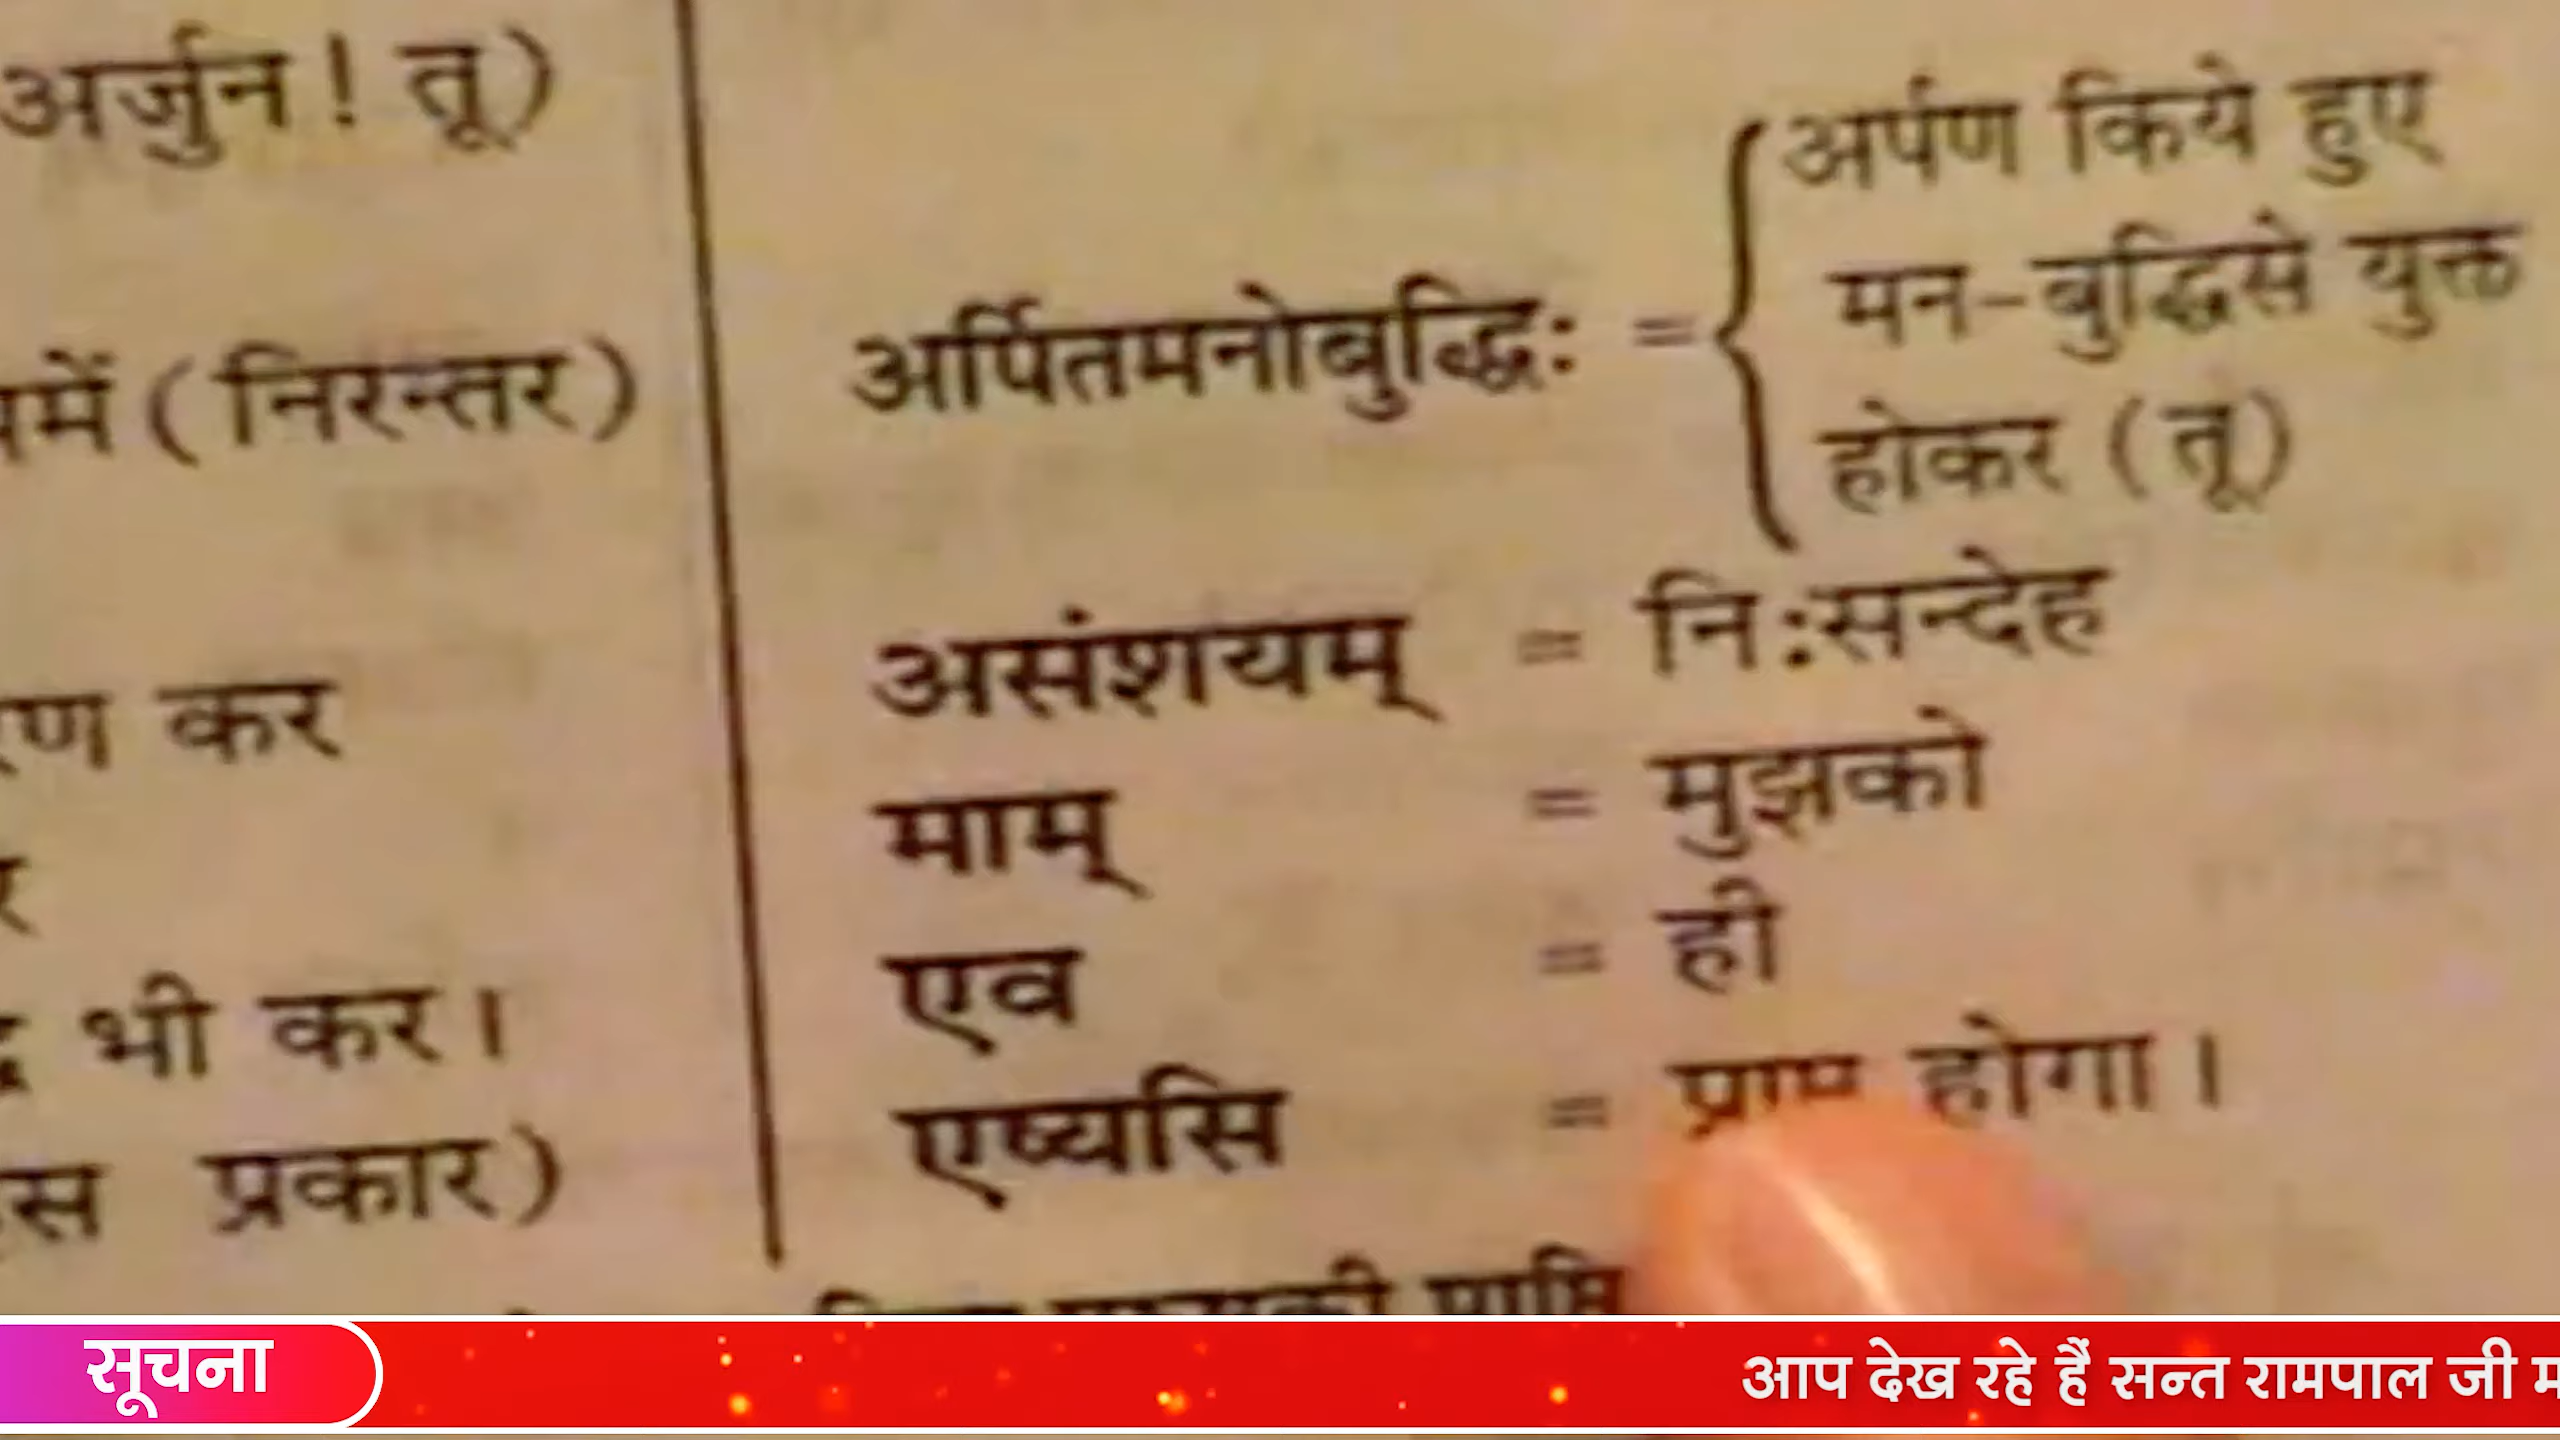 अर्जुन ! तू)
में (निरन्तर)
कर
भी कर।
प्रकार)
अर्पितमनोबुद्धिः = अर्पण किये हुए
मन-बुद्धिसे युक्त
होकर (तू)
असंशयम् = नि:सन्देह
माम् = मुझको
एव = ही
एष्यसि = प्राप्त होगा।
सूचना
आप देख रहे हैं सन्त रामपाल जी म